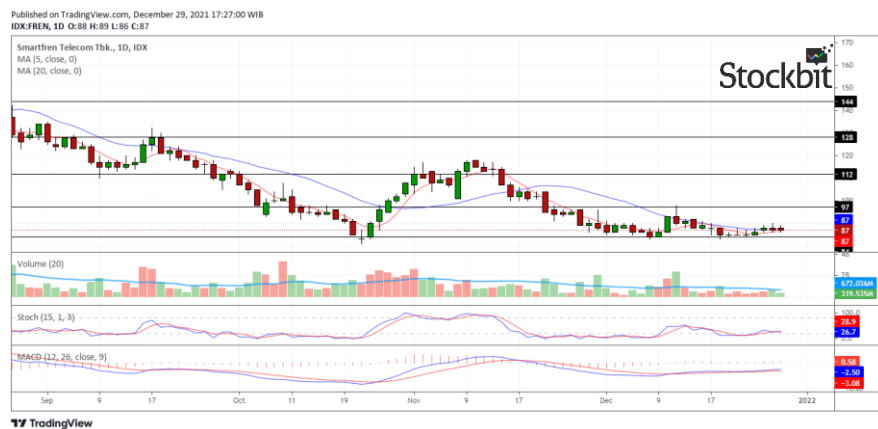 Published on TradingView.com, December 29, 2021 17:27:00 WIB
IDX:FREN, 1D O:88 H:89 L:86 C:87
Smartfren Telecom Tbk., 1D, IDX
MA (5, close, 0)
MA (20, close, 0)
Stockbit
170
160
150
144
140
128
120
112
97
87
87
87
Volume (20)
672.036M
319.535M
Stoch (15, 1, 3)
100.0
28.9
26.7
MACD (12, 26, close, 9)
0.58
-2.50
-3.08
Sep 9 17 Oct 11 19 Nov 9 17 Dec 9 17 2022
TradingView